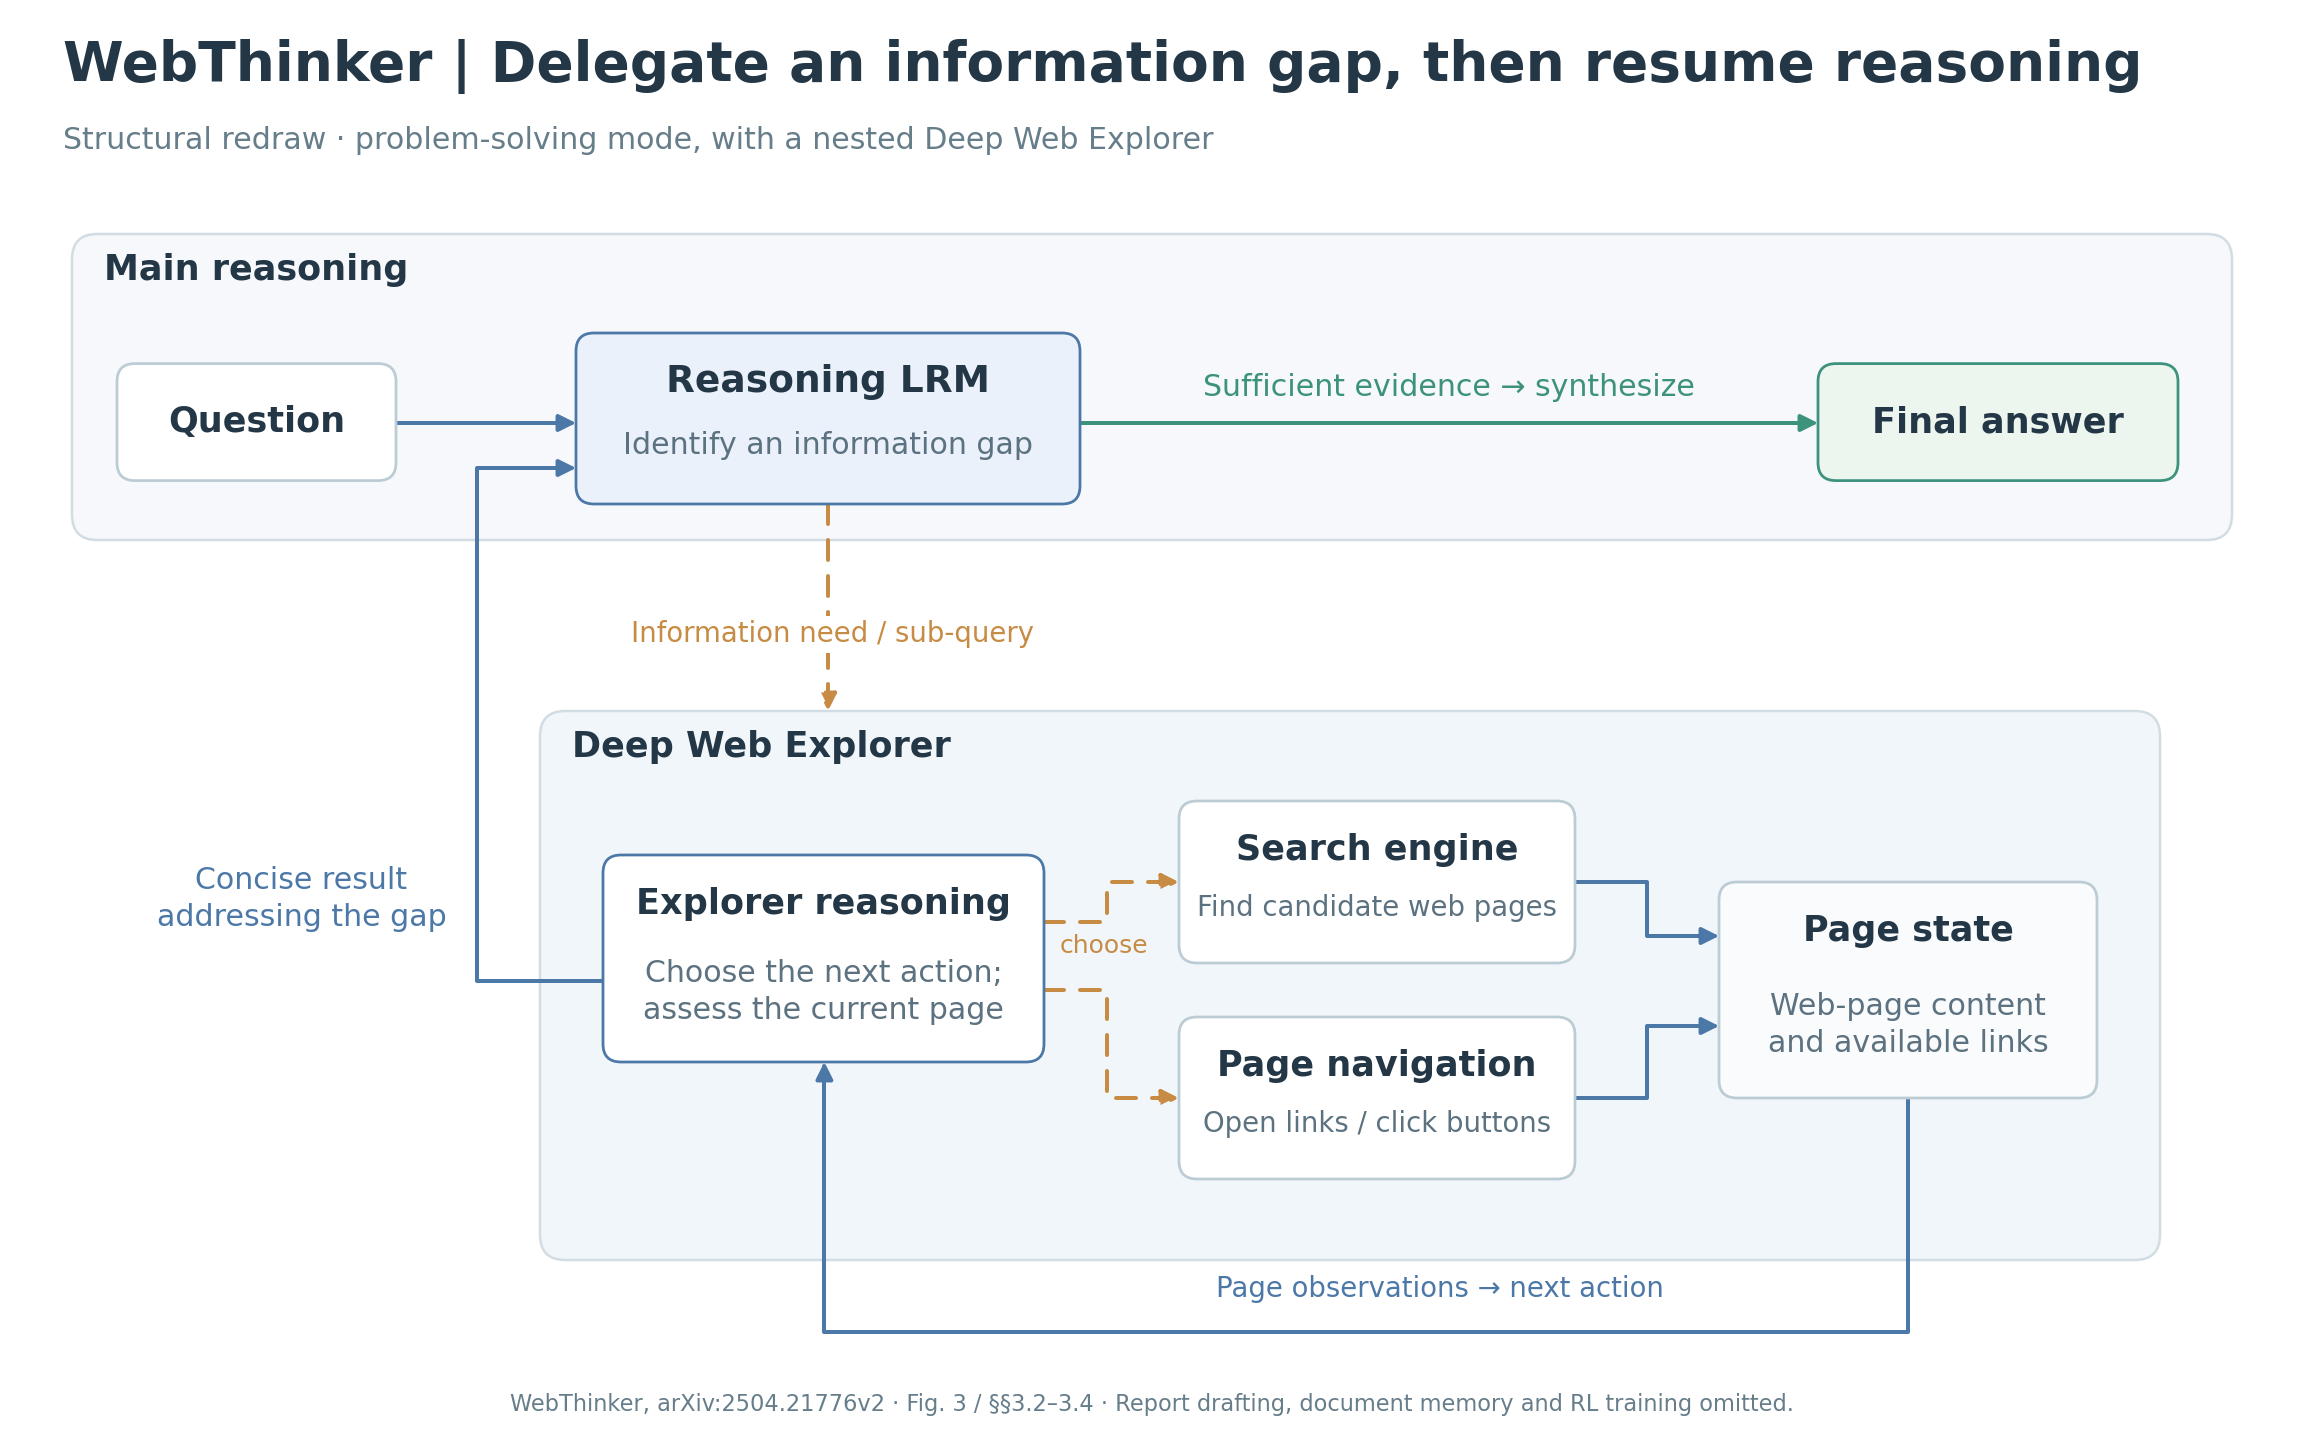 WebThinker | Delegate an information gap, then resume reasoning
Structural redraw · problem-solving mode, with a nested Deep Web Explorer
Main reasoning
Question
Reasoning LRM
Identify an information gap
Sufficient evidence → synthesize
Final answer
Information need / sub-query
Concise result
addressing the gap
Deep Web Explorer
Explorer reasoning
Choose the next action;
assess the current page
choose
Search engine
Find candidate web pages
Page navigation
Open links / click buttons
Page state
Web-page content
and available links
Page observations → next action
WebThinker, arXiv:2504.21776v2 · Fig. 3 / §§3.2–3.4 · Report drafting, document memory and RL training omitted.